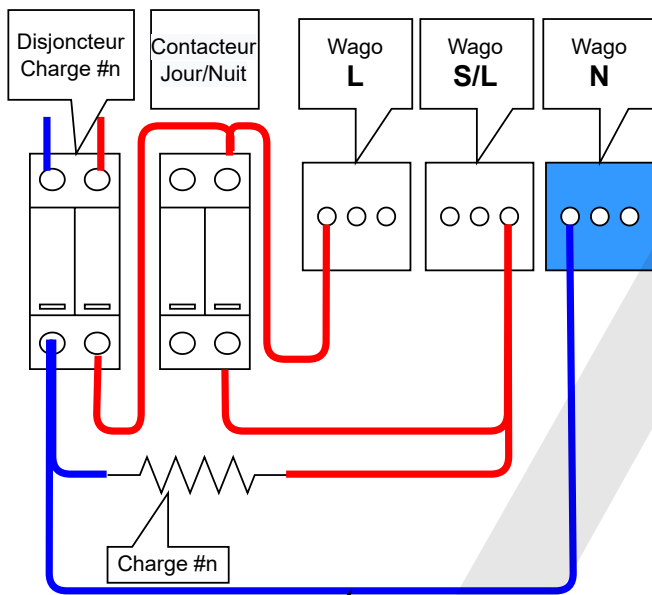 Disjoncteur
Charge #n
Contacteur
Jour/Nuit
Wago
L
Wago
S/L
Wago
N
Charge #n